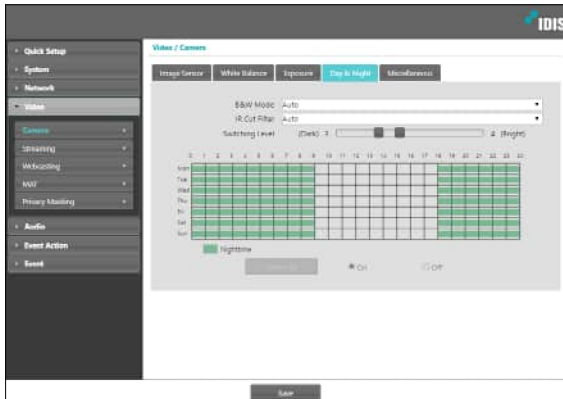 IDIS
Quick Setup
System
Network
Video
Camera
Streaming
Webcasting
MAT
Privacy Masking
Audio
Event Action
Event
Video / Camera
Image Sensor White Balance Exposure Day & Night Miscellaneous
B&W Mode Auto
IR Cut Filter Auto
Switching Level (Dark) 3 4 (Bright)
0 1 2 3 4 5 6 7 8 9 10 11 12 13 14 15 16 17 18 19 20 21 22 23
Mon
Tue
Wed
Thu
Fri
Sat
Sun
Nighttime
On Off
Save